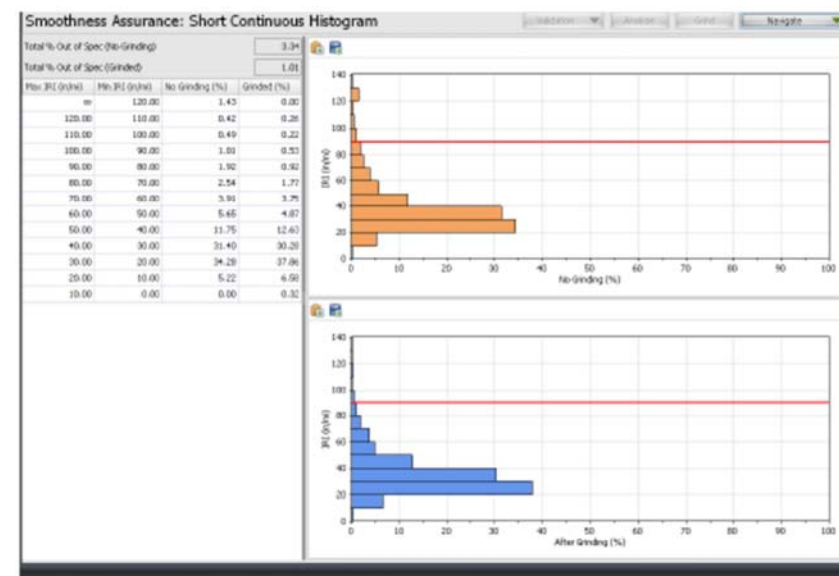 Smoothness Assurance: Short Continuous Histogram
Validation Analyze Grind Navigate
Total % Out of Spec (No-Grinding) 3.34
Total % Out of Spec (Grinded) 1.01
Max IRI (in/mi) Min IRI (in/mi) No Grinding (%) Grinded (%)
∞ 120.00 1.43 0.00
120.00 110.00 0.42 0.26
110.00 100.00 0.49 0.22
100.00 90.00 1.01 0.53
90.00 80.00 1.92 0.92
80.00 70.00 2.54 1.77
70.00 60.00 3.91 3.75
60.00 50.00 5.65 4.87
50.00 40.00 11.75 12.63
40.00 30.00 31.40 30.28
30.00 20.00 34.28 37.86
20.00 10.00 5.22 6.58
10.00 0.00 0.00 0.32
140
120
100
80
60
40
20
0
IRI (in/mi)
0 10 20 30 40 50 60 70 80 90 100
No-Grinding (%)
140
120
100
80
60
40
20
0
IRI (in/mi)
0 10 20 30 40 50 60 70 80 90 100
After Grinding (%)